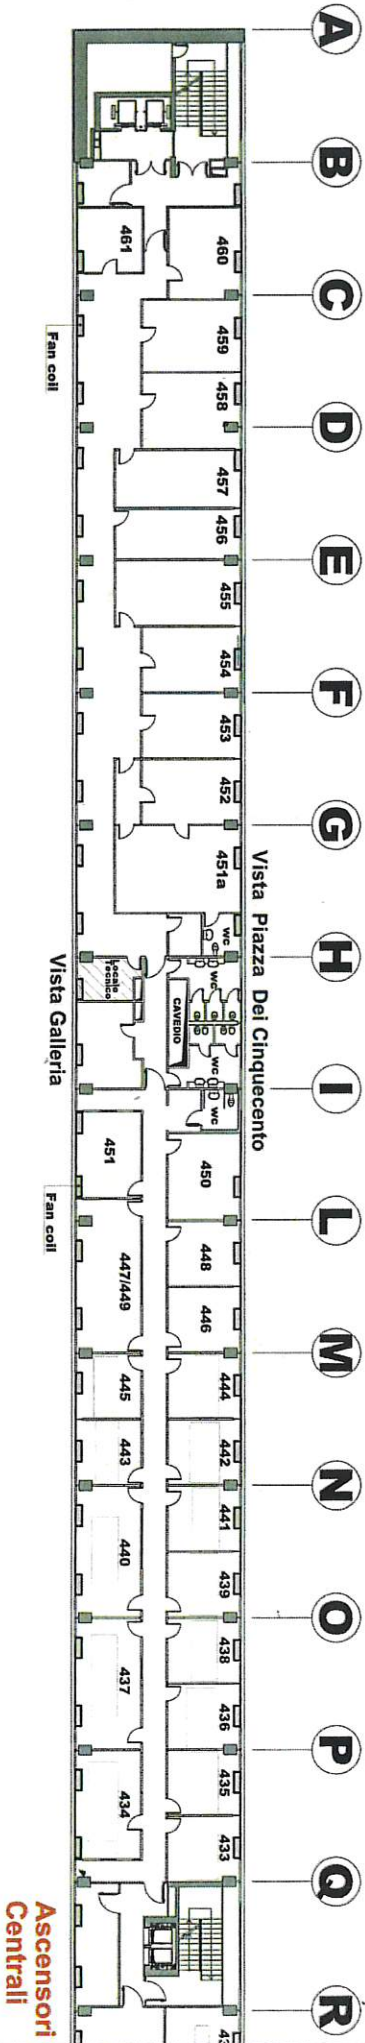 A
B
C
D
E
F
G
H
I
L
M
N
O
P
Q
R
Vista Piazza Dei Cinquecento
460
459
458
457
456
455
454
453
452
451a
wc
wc
wc
wc
CAVEDIO
450
448
446
444
442
441
439
438
436
435
433
461
Locale
Tecnico
451
447/449
445
443
440
437
434
Fan coil
Vista Galleria
Fan coil
Ascensori
Centrali